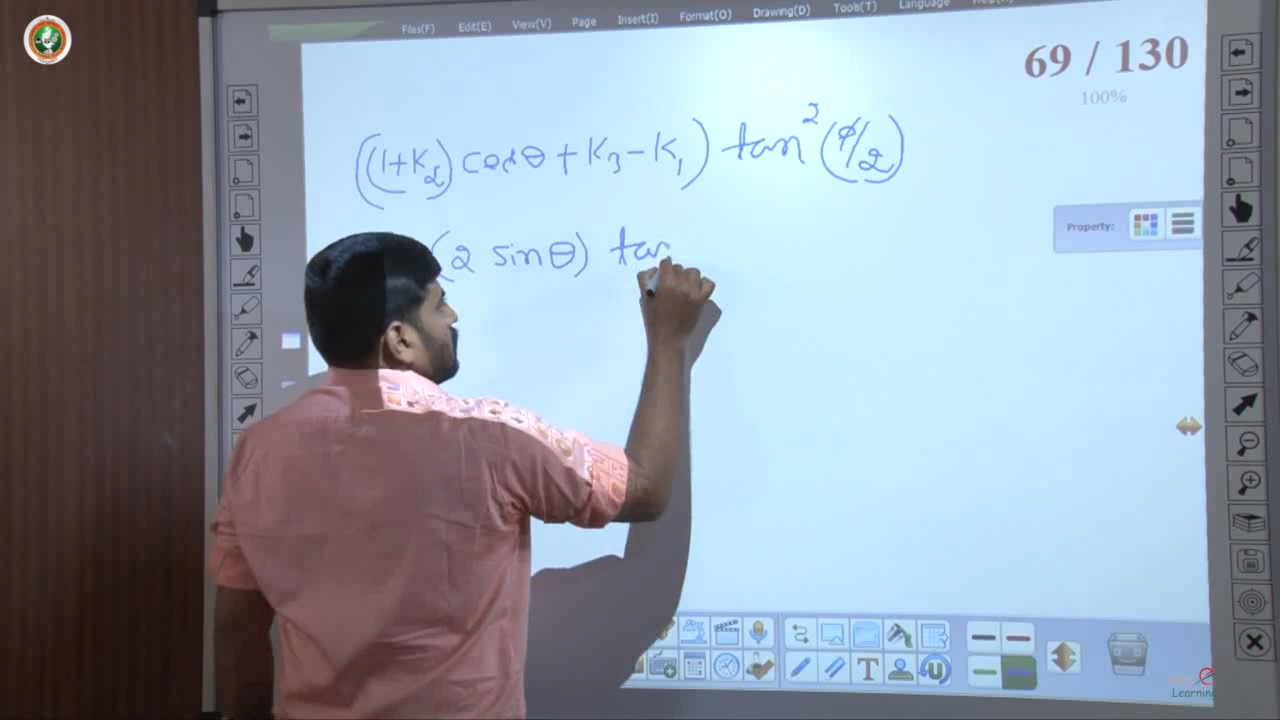 Files(F) Edit(E) View(V) Page Insert(I) Format(O) Drawing(D) Tools(T) Language
69 / 130
100%
((1+K₂) cosθ + K₃ - K₁) tan²(φ/2)
(2 sinθ) tan
Property:
Learning